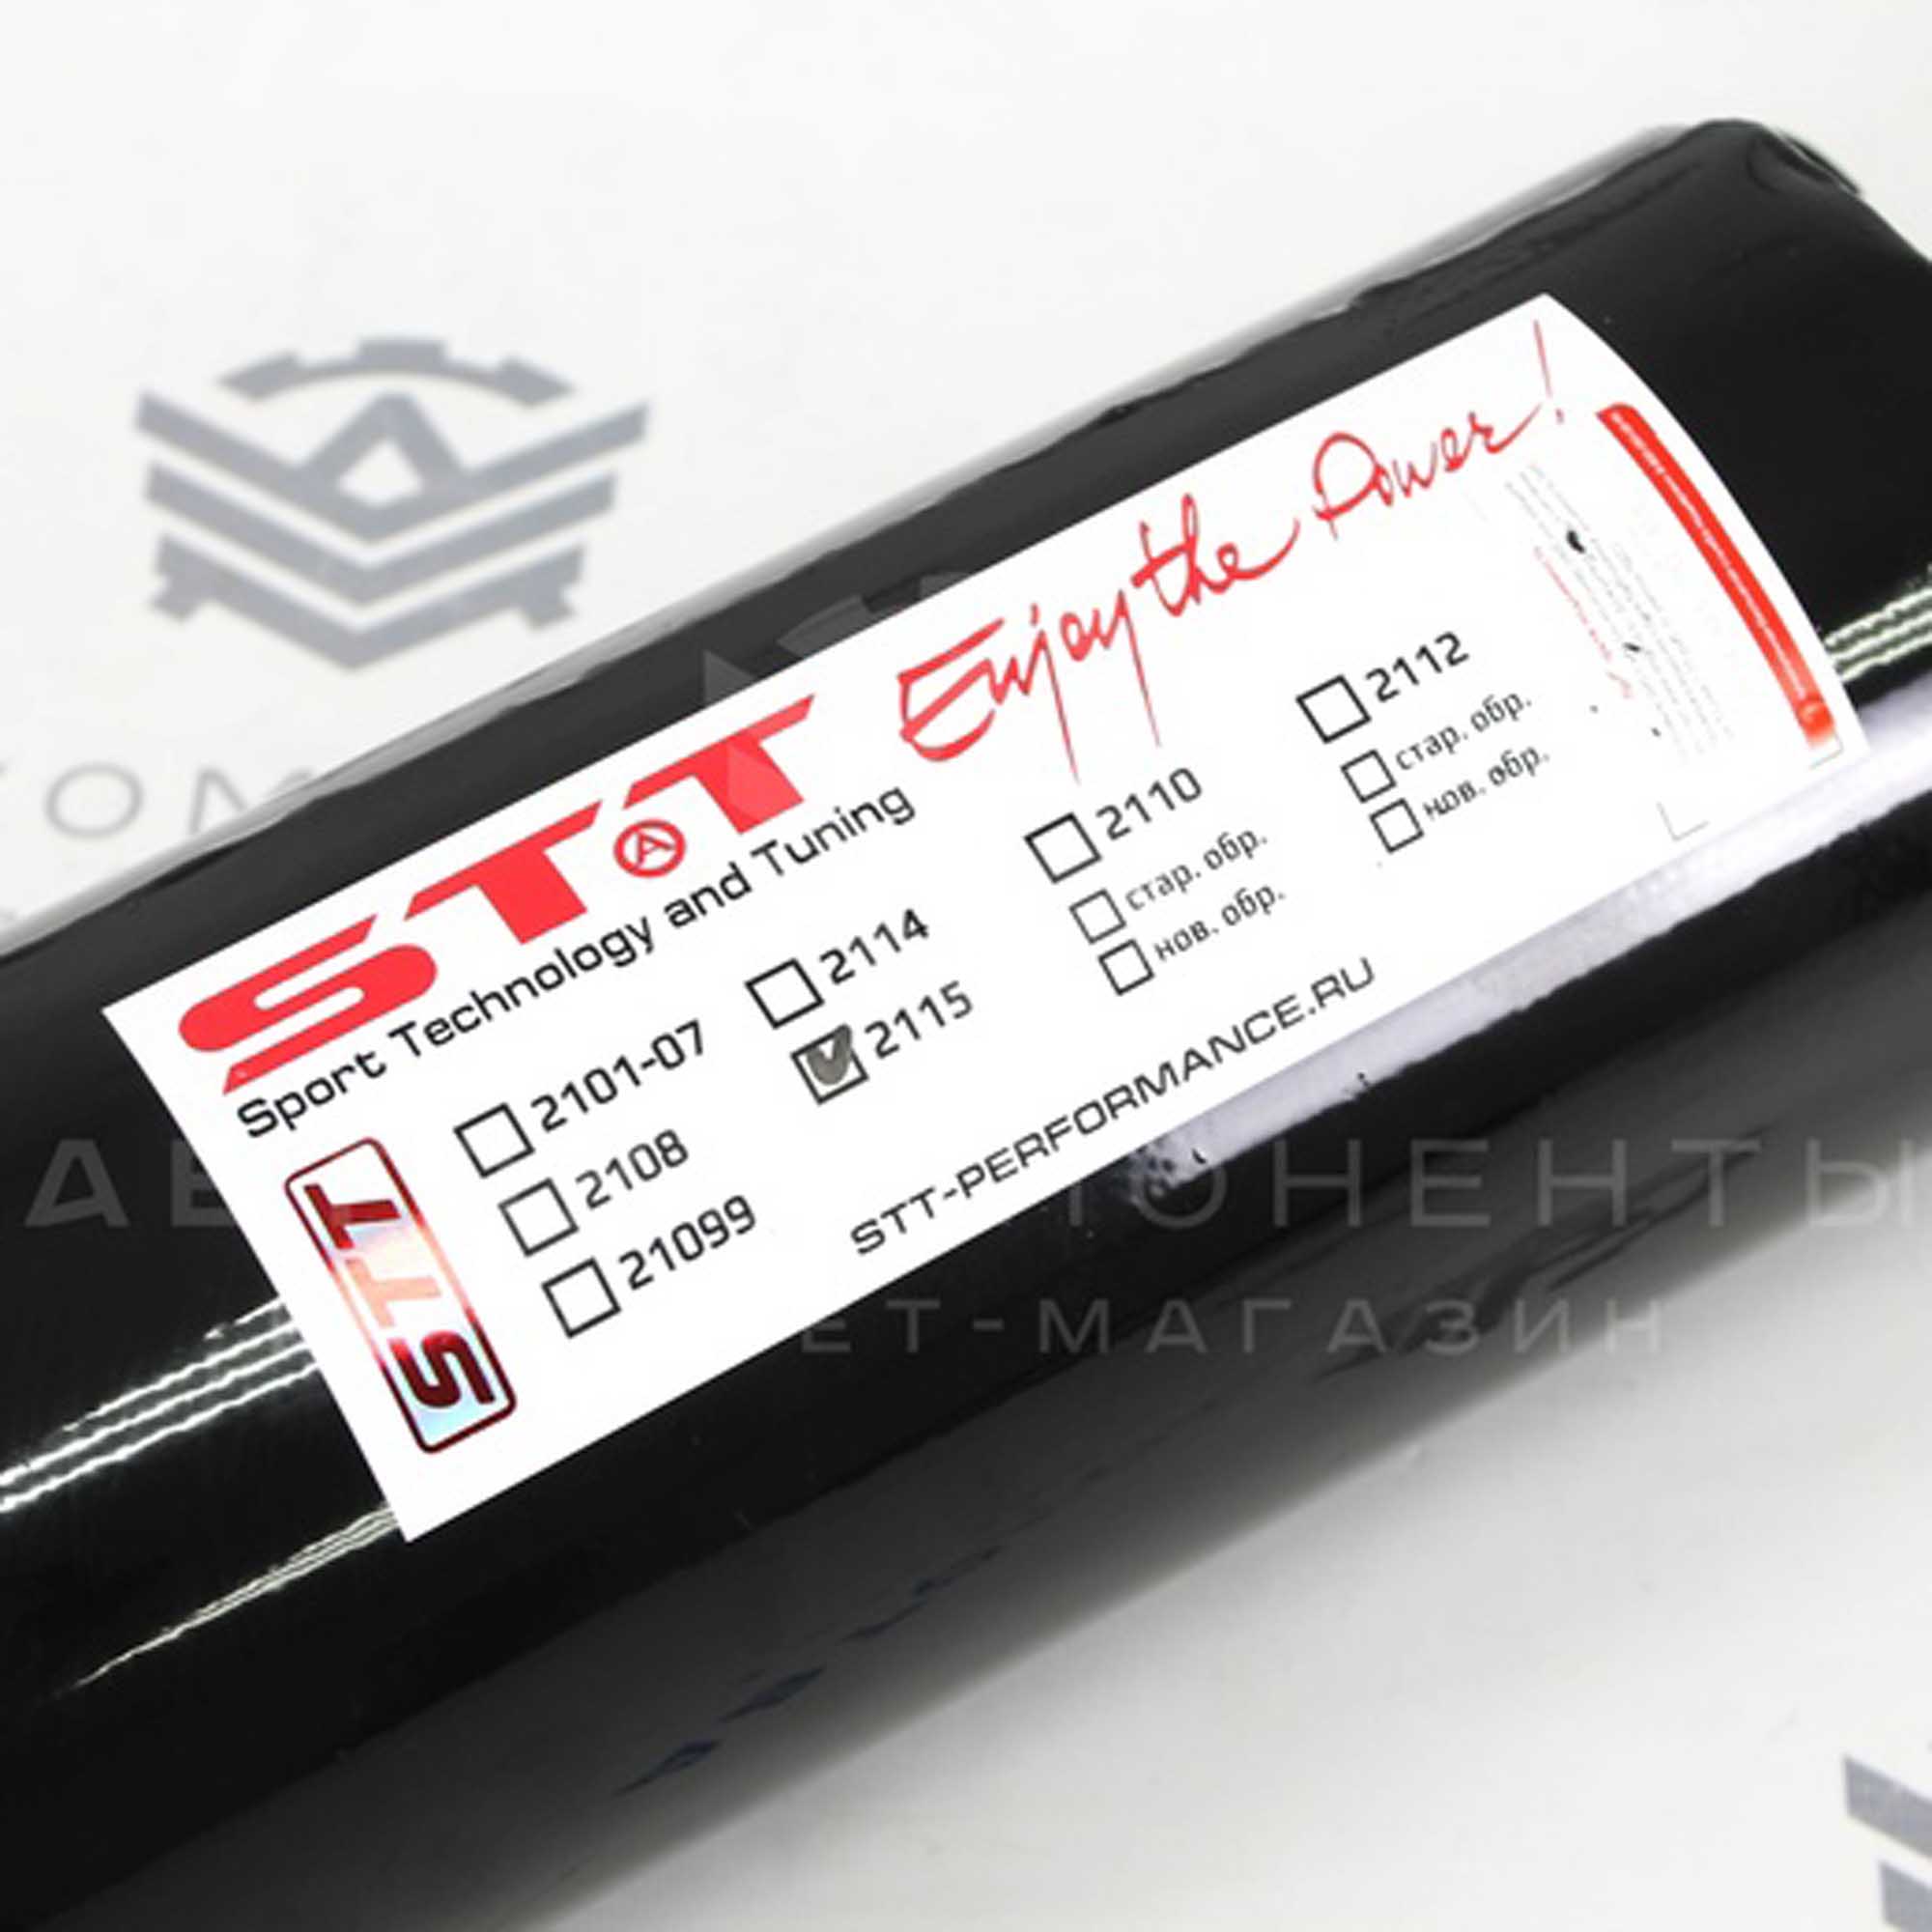 STT
Sport Technology and Tuning
Enjoy the Power!
STT
2101-07
2108
21099
2114
2115
2110
стар. обр.
нов. обр.
2112
стар. обр.
нов. обр.
STT-PERFORMANCE.RU